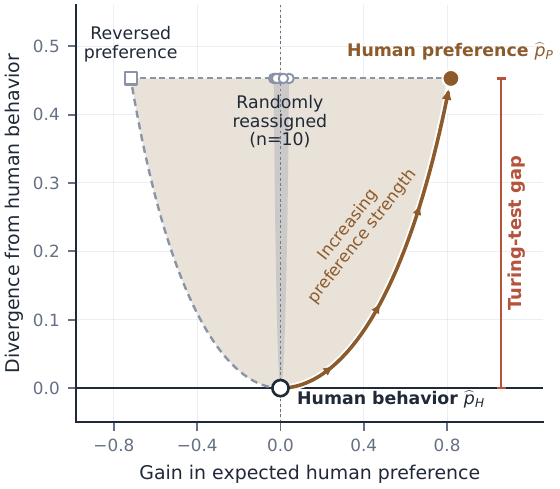 Reversed
preference
Human preference p̂_P
Randomly
reassigned
(n=10)
Increasing
preference strength
Turing-test gap
Human behavior p̂_H
Divergence from human behavior
0.5
0.4
0.3
0.2
0.1
0.0
−0.8
−0.4
0.0
0.4
0.8
Gain in expected human preference